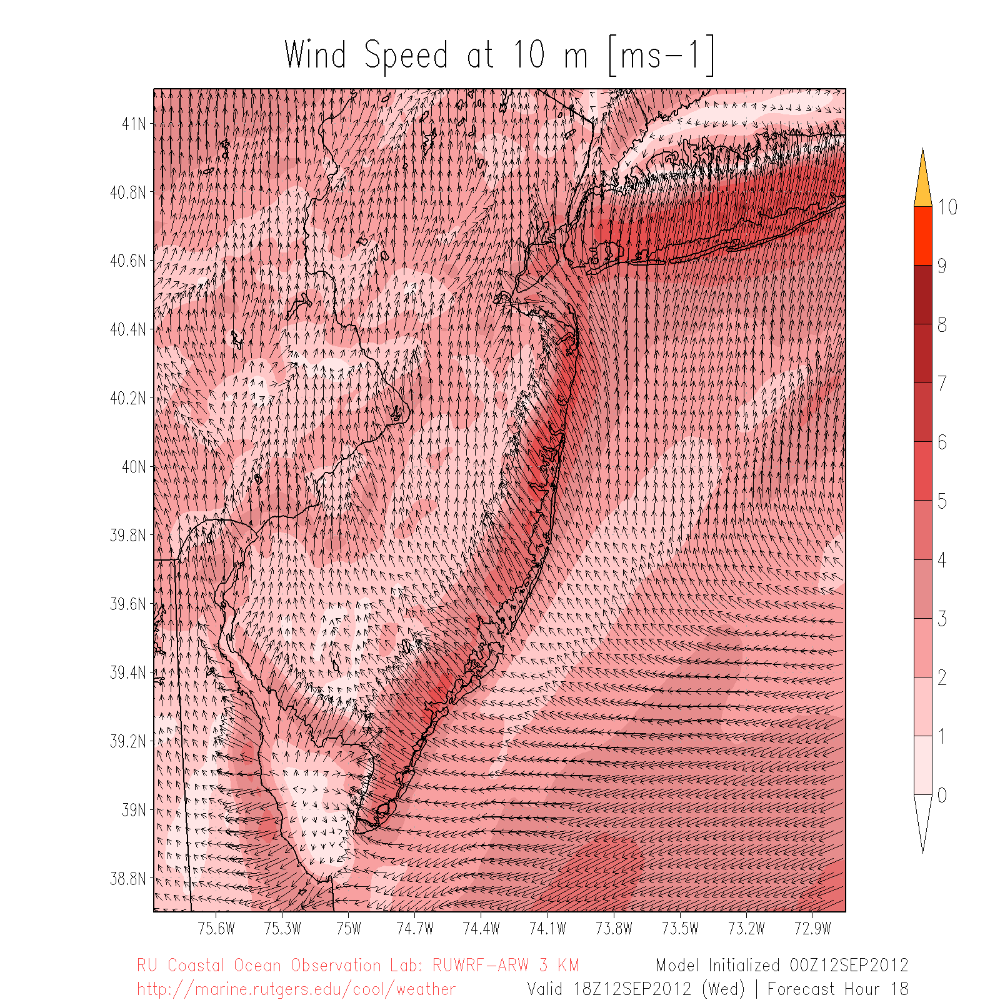 Wind Speed at 10 m [ms-1]
41N
40.8N
40.6N
40.4N
40.2N
40N
39.8N
39.6N
39.4N
39.2N
39N
38.8N
75.6W 75.3W 75W 74.7W 74.4W 74.1W 73.8W 73.5W 73.2W 72.9W
10
9
8
7
6
5
4
3
2
1
0
RU Coastal Ocean Observation Lab: RUWRF-ARW 3 KM
Model Initialized 00Z12SEP2012
http://marine.rutgers.edu/cool/weather
Valid 18Z12SEP2012 (Wed) | Forecast Hour 18